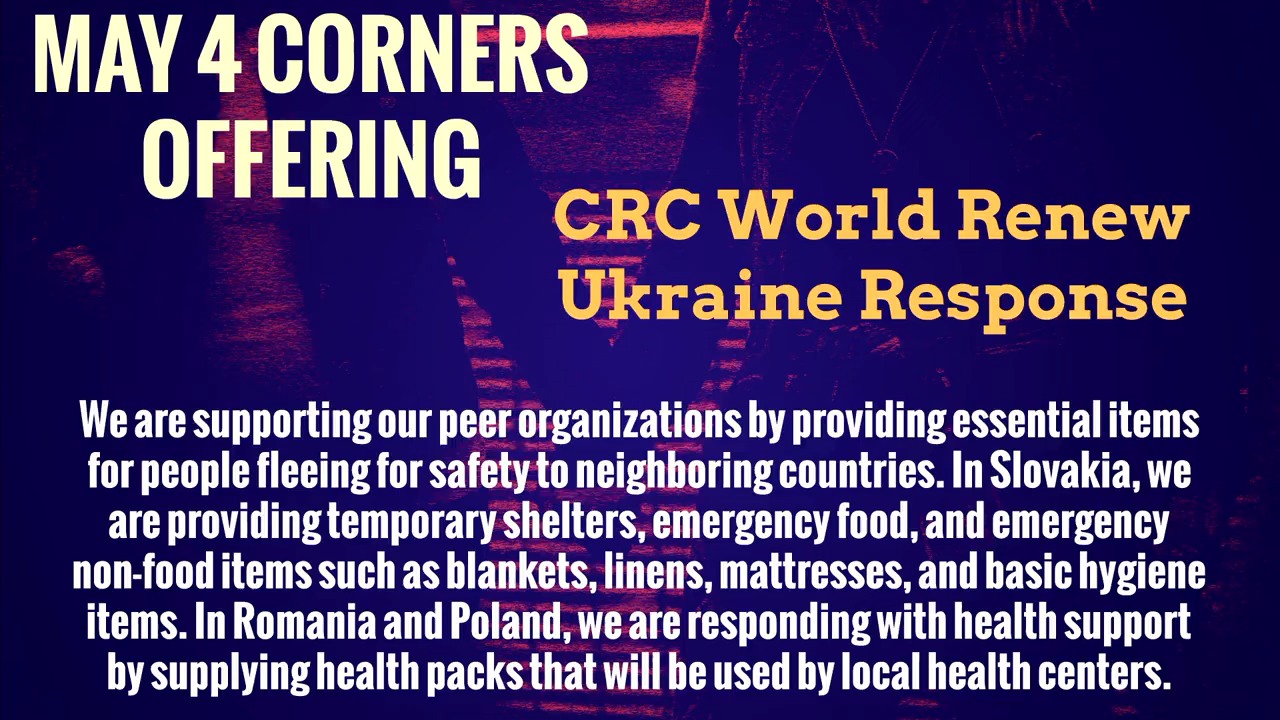 MAY 4 CORNERS
OFFERING
CRC World Renew
Ukraine Response
We are supporting our peer organizations by providing essential items
for people fleeing for safety to neighboring countries. In Slovakia, we
are providing temporary shelters, emergency food, and emergency
non-food items such as blankets, linens, mattresses, and basic hygiene
items. In Romania and Poland, we are responding with health support
by supplying health packs that will be used by local health centers.